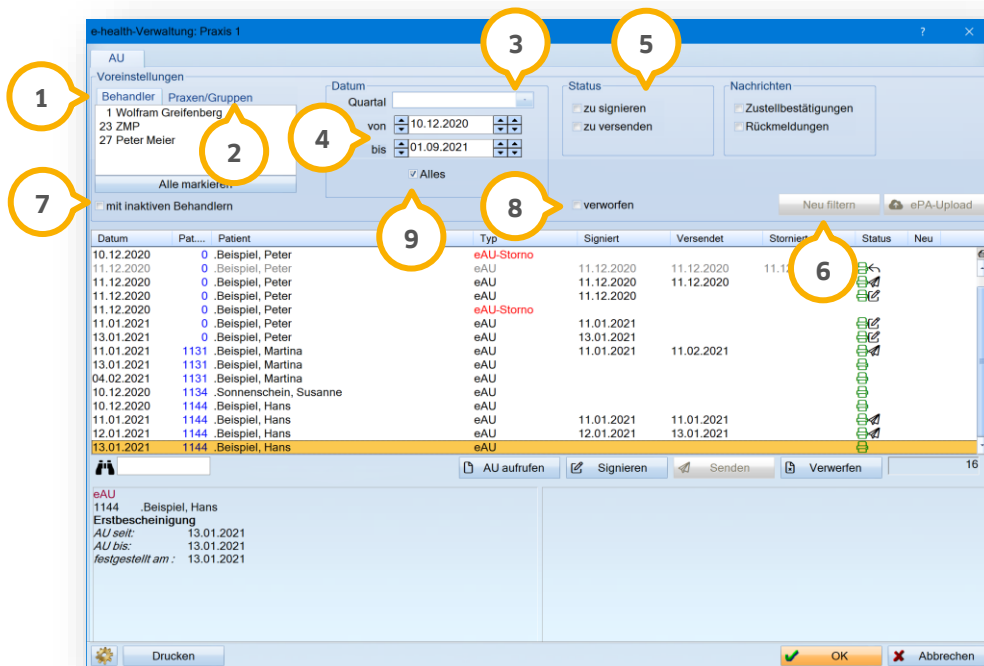 e-health-Verwaltung: Praxis 1 ? ×
AU
Voreinstellungen
Behandler Praxen/Gruppen
1 Wolfram Greifenberg
23 ZMP
27 Peter Meier
Alle markieren
mit inaktiven Behandlern
Datum
Quartal
von 10.12.2020
bis 01.09.2021
Alles
Status
zu signieren
zu versenden
Nachrichten
Zustellbestätigungen
Rückmeldungen
verworfen
Neu filtern ePA-Upload
1
2
3
4
5
6
7
8
9
Datum Pat.... Patient Typ Signiert Versendet Storniert Status Neu
10.12.2020 0 .Beispiel, Peter eAU-Storno
11.12.2020 0 .Beispiel, Peter eAU 11.12.2020 11.12.2020 11.12
11.12.2020 0 .Beispiel, Peter eAU 11.12.2020 11.12.2020
11.12.2020 0 .Beispiel, Peter eAU 11.12.2020
11.12.2020 0 .Beispiel, Peter eAU-Storno
11.01.2021 0 .Beispiel, Peter eAU 11.01.2021
13.01.2021 0 .Beispiel, Peter eAU 13.01.2021
11.01.2021 1131 .Beispiel, Martina eAU 11.01.2021 11.02.2021
13.01.2021 1131 .Beispiel, Martina eAU
04.02.2021 1131 .Beispiel, Martina eAU
10.12.2020 1134 .Sonnenschein, Susanne eAU
10.12.2020 1144 .Beispiel, Hans eAU
11.01.2021 1144 .Beispiel, Hans eAU 11.01.2021 11.01.2021
12.01.2021 1144 .Beispiel, Hans eAU 12.01.2021 13.01.2021
13.01.2021 1144 .Beispiel, Hans eAU
AU aufrufen Signieren Senden Verwerfen 16
eAU
1144 .Beispiel, Hans
Erstbescheinigung
AU seit: 13.01.2021
AU bis: 13.01.2021
festgestellt am : 13.01.2021
Drucken OK Abbrechen